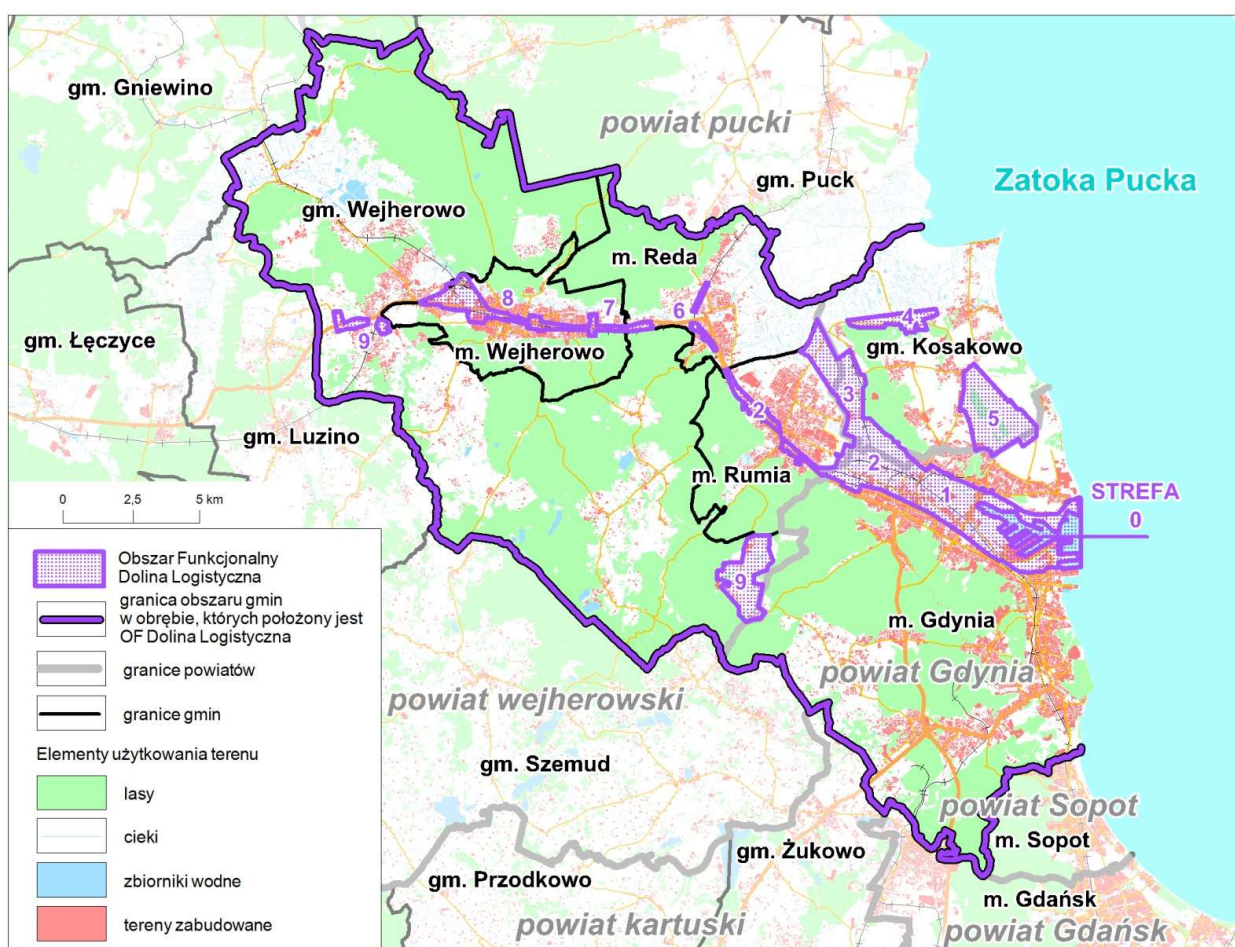 gm. Gniewino
powiat pucki
gm. Puck
Zatoka Pucka
gm. Wejherowo
m. Reda
8
7
6
4
gm. Łęczyce
9
m. Wejherowo
gm. Kosakowo
3
5
gm. Luzino
2
m. Rumia
2
1
STREFA
0
9
m. Gdynia
powiat Gdynia
powiat wejherowski
gm. Szemud
powiat Sopot
m. Sopot
gm. Żukowo
gm. Przodkowo
m. Gdańsk
powiat kartuski
powiat Gdańsk
0 2,5 5 km
Obszar Funkcjonalny
Dolina Logistyczna
granica obszaru gmin
w obrębie, których położony jest
OF Dolina Logistyczna
granice powiatów
granice gmin
Elementy użytkowania terenu
lasy
cieki
zbiorniki wodne
tereny zabudowane